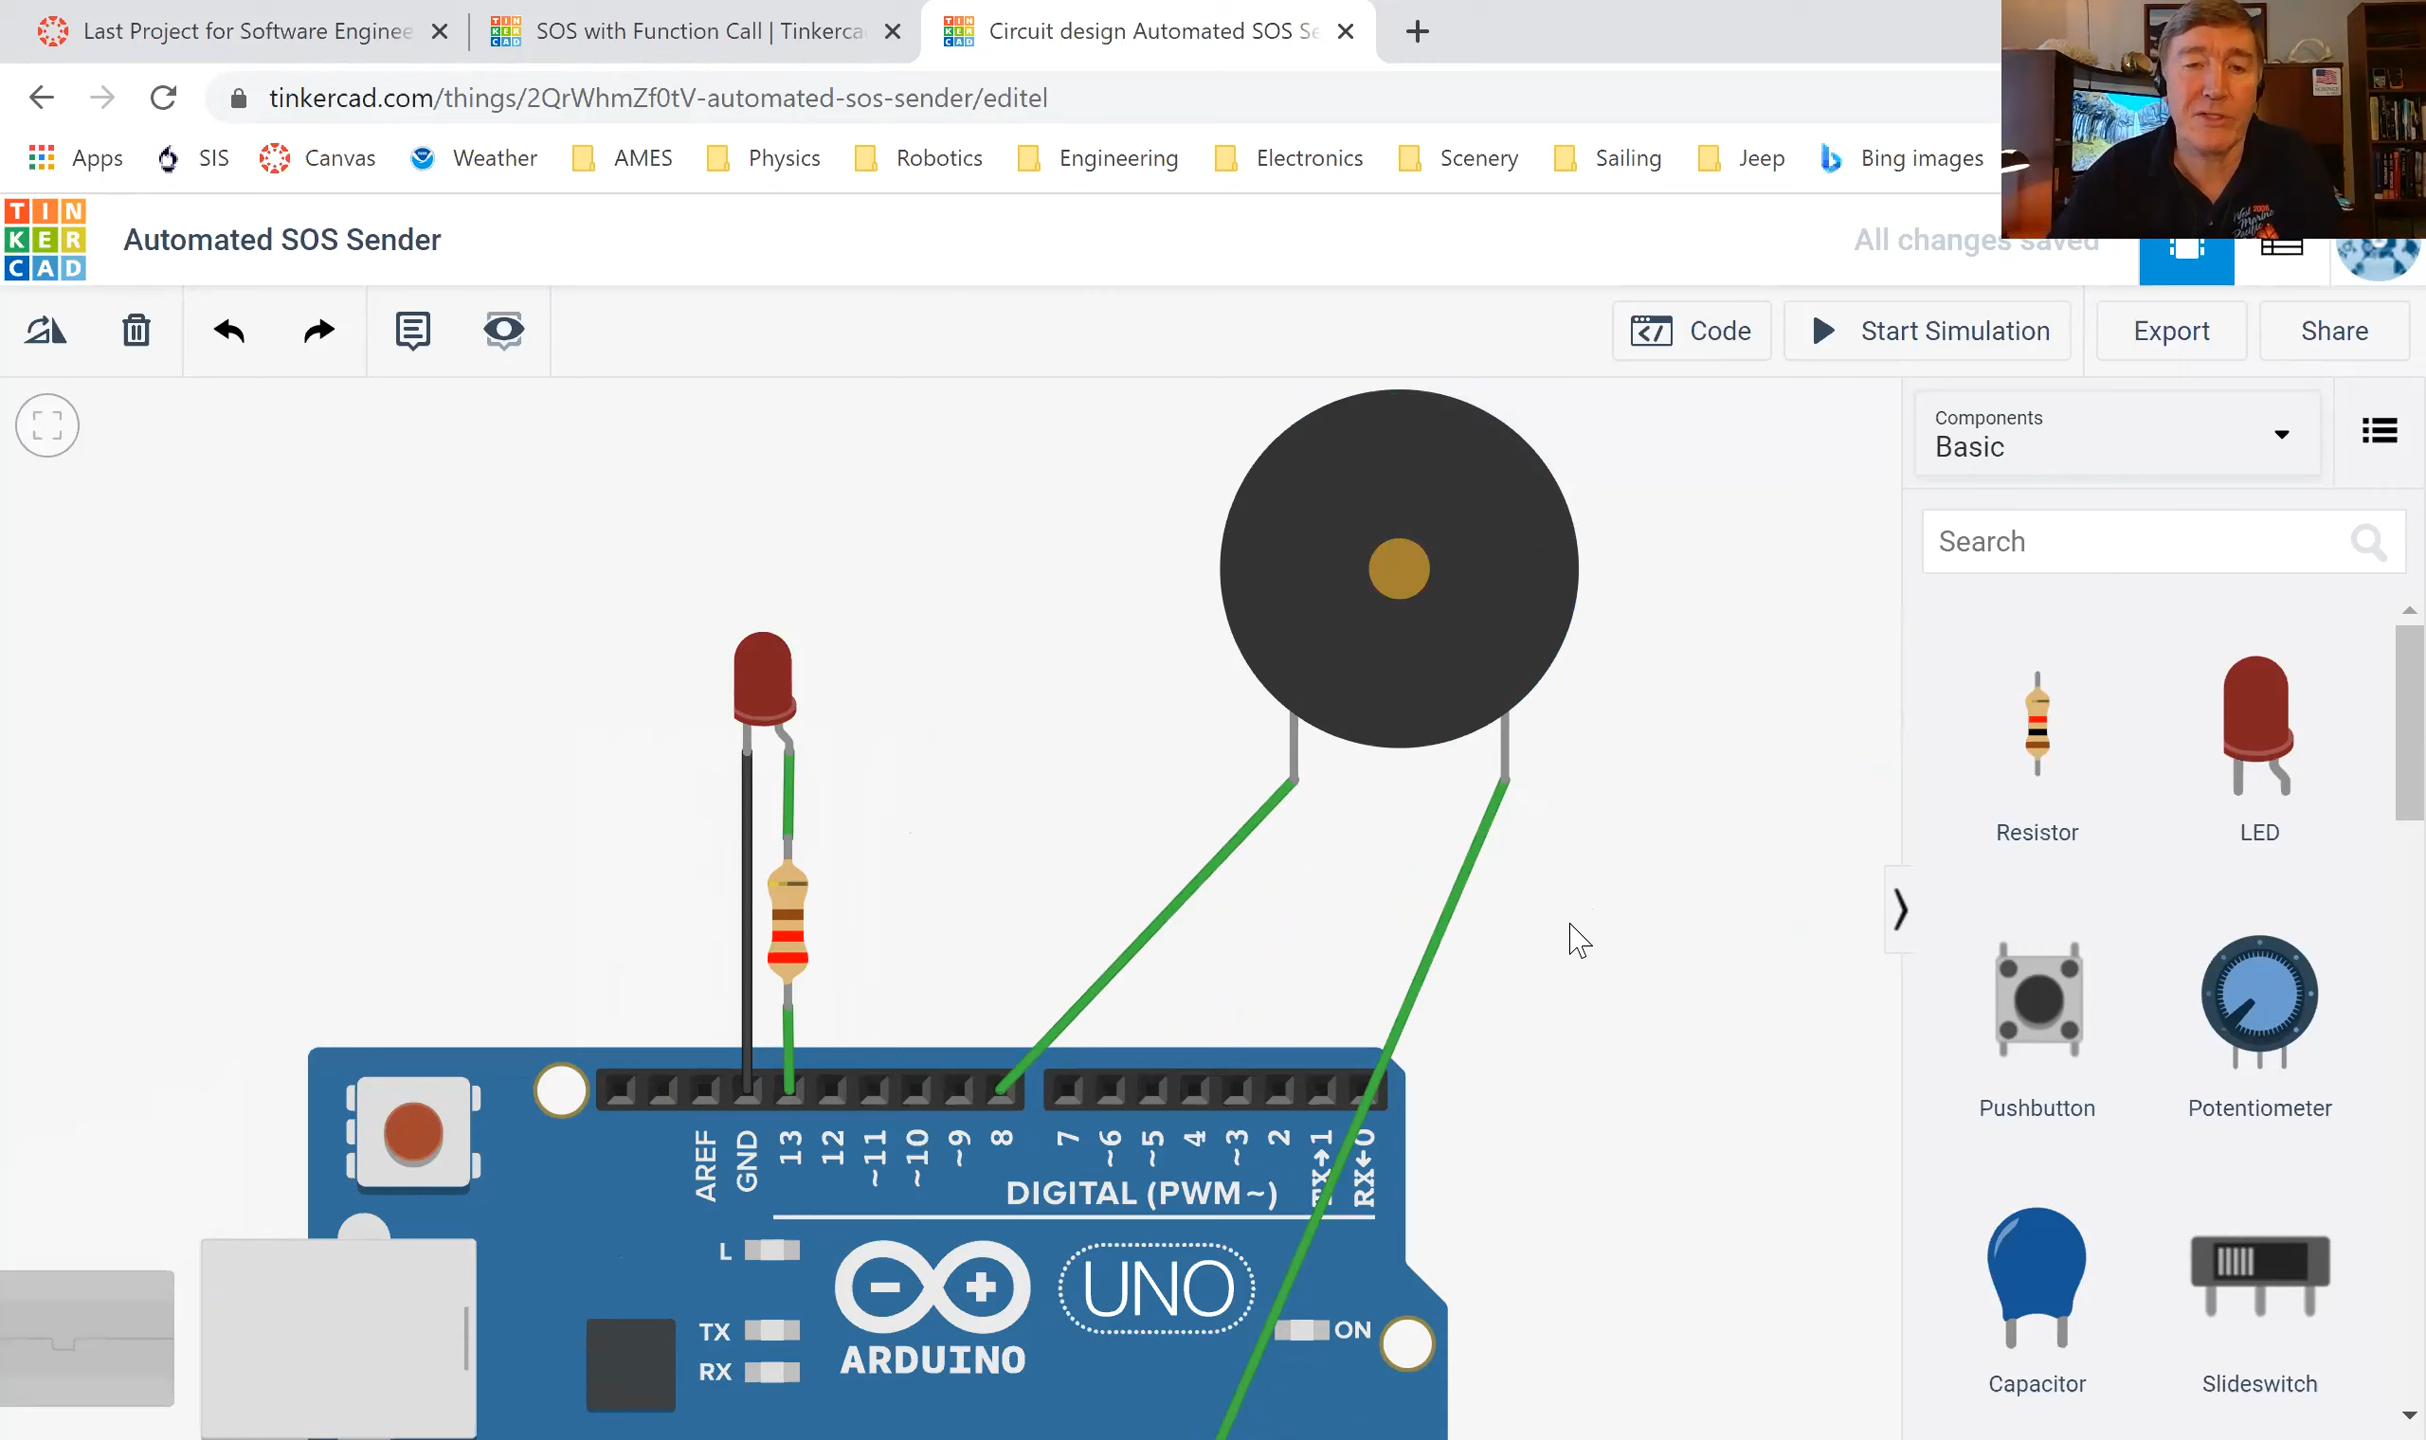 Last Project for Software Enginee
SOS with Function Call | Tinkerca
Circuit design Automated SOS Se
tinkercad.com/things/2QrWhmZf0tV-automated-sos-sender/editel
Apps
SIS
Canvas
Weather
AMES
Physics
Robotics
Engineering
Electronics
Scenery
Sailing
Jeep
Bing images
TIN
KER
CAD
Automated SOS Sender
All changes saved
Code
Start Simulation
Export
Share
Components
Basic
Search
Resistor
LED
Pushbutton
Potentiometer
Capacitor
Slideswitch
AREF
GND
13
12
~11
~10
~9
8
7
~6
~5
4
~3
2
TX→1
RX←0
DIGITAL (PWM~)
L
TX
RX
ARDUINO
UNO
ON